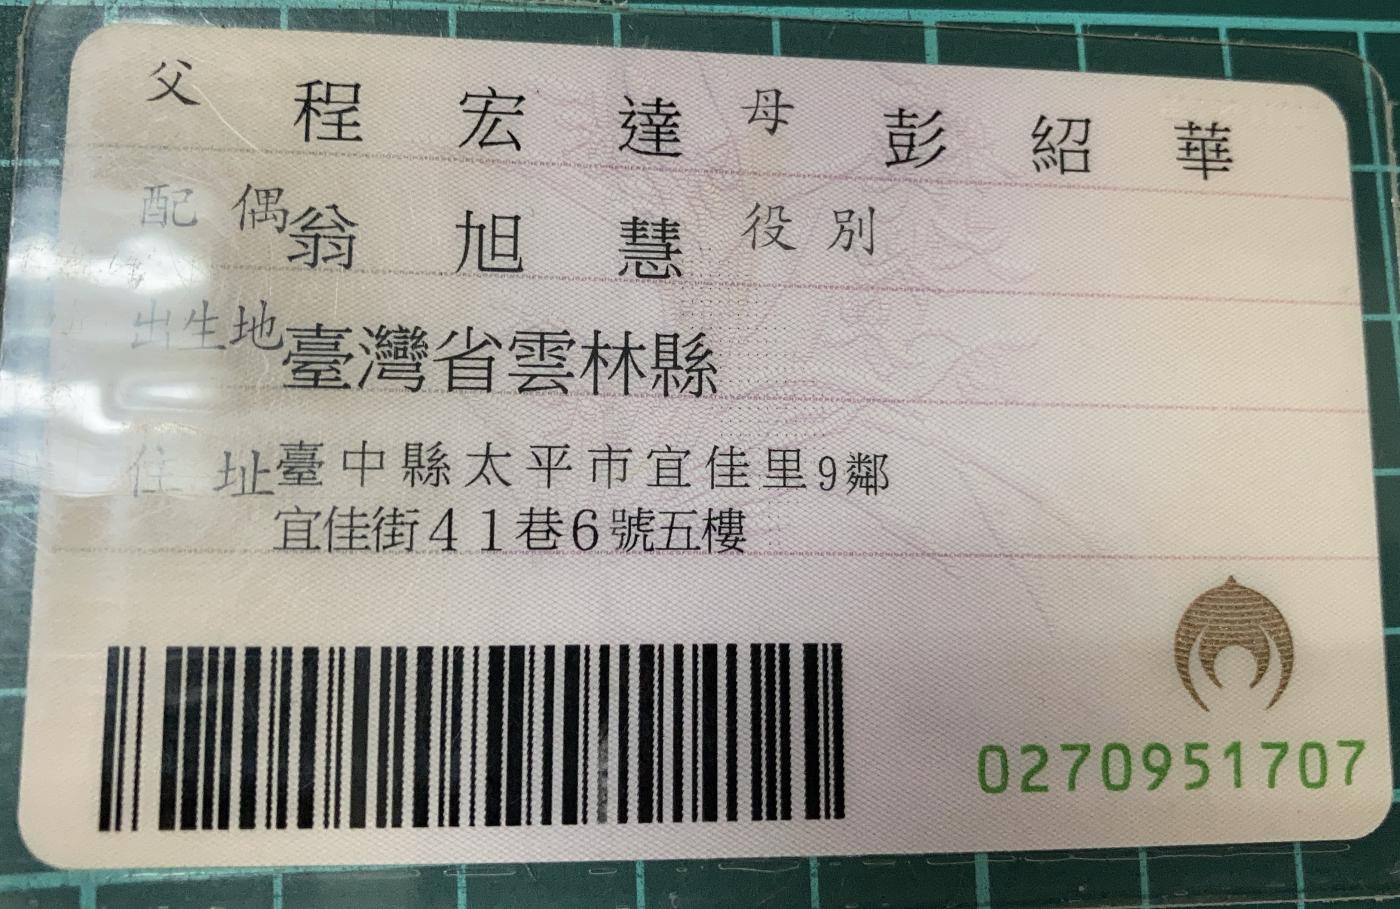 父 程宏達 母 彭紹華
配偶 翁旭慧 役別
出生地 臺灣省雲林縣
住址 臺中縣太平市宜佳里9鄰
宜佳街41巷6號五樓
0270951707